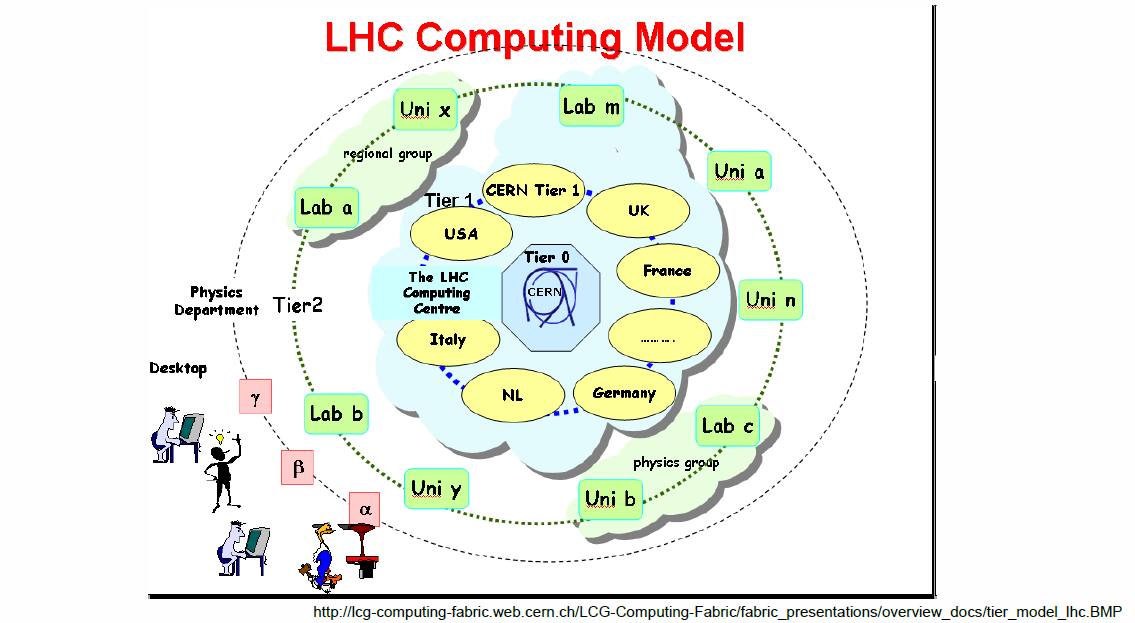 LHC Computing Model
Uni x
Lab m
regional group
Uni a
Lab a
Tier 1
CERN Tier 1
UK
USA
Tier 0
France
The LHC
Computing
Centre
CERN
Physics
Department
Tier2
Uni n
Italy
..........
Desktop
NL
Germany
γ
Lab b
Lab c
β
physics group
Uni y
Uni b
α
http://lcg-computing-fabric.web.cern.ch/LCG-Computing-Fabric/fabric_presentations/overview_docs/tier_model_lhc.BMP